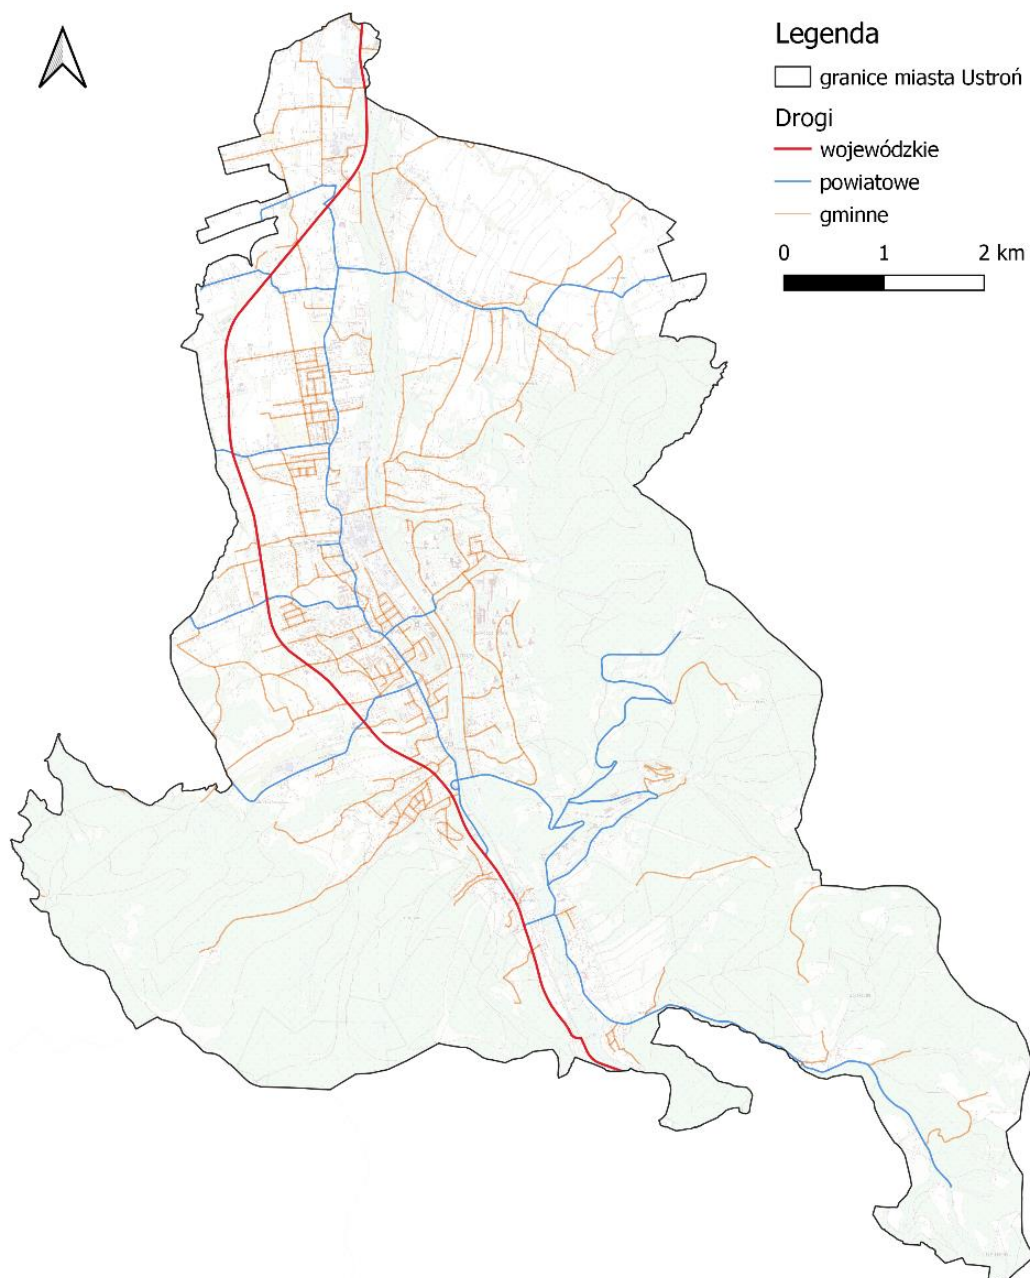 Legenda
granice miasta Ustroń
Drogi
wojewódzkie
powiatowe
gminne
0 1 2 km